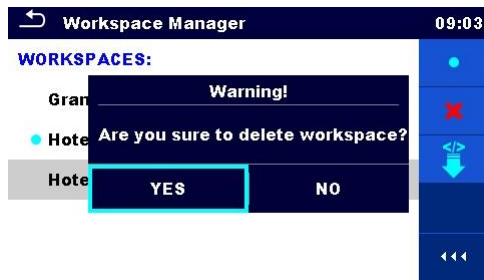 Workspace Manager 09:03
WORKSPACES:
Gran
Warning!
Are you sure to delete workspace?
Hote
Hote
YES NO